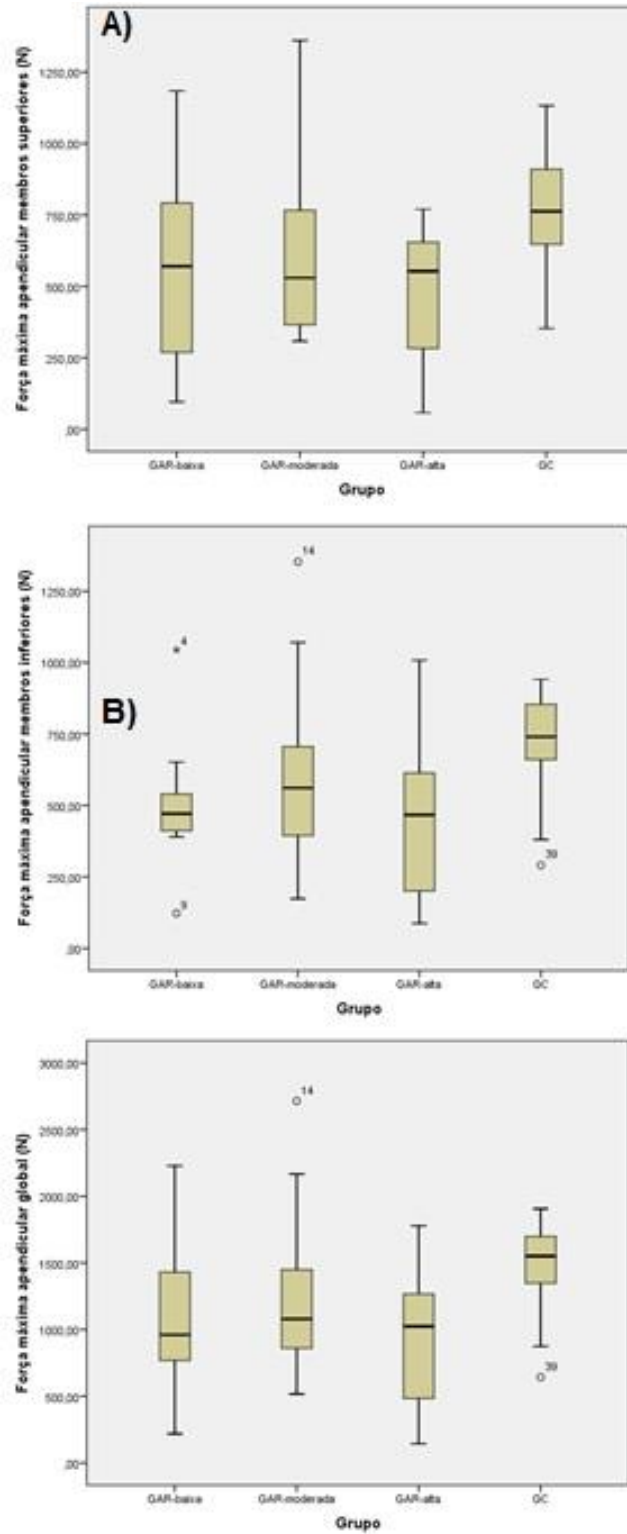 A)
Força máxima apendicular membros superiores (N)
1250,00
1000,00
750,00
500,00
250,00
,00
GAR-baixa GAR-moderada GAR-alta GC
Grupo
B)
Força máxima apendicular membros inferiores (N)
1250,00
1000,00
750,00
500,00
250,00
,00
14
4
9
39
GAR-baixa GAR-moderada GAR-alta GC
Grupo
Força máxima apendicular global (N)
3000,00
2500,00
2000,00
1500,00
1000,00
500,00
,00
14
39
GAR-baixa GAR-moderada GAR-alta GC
Grupo